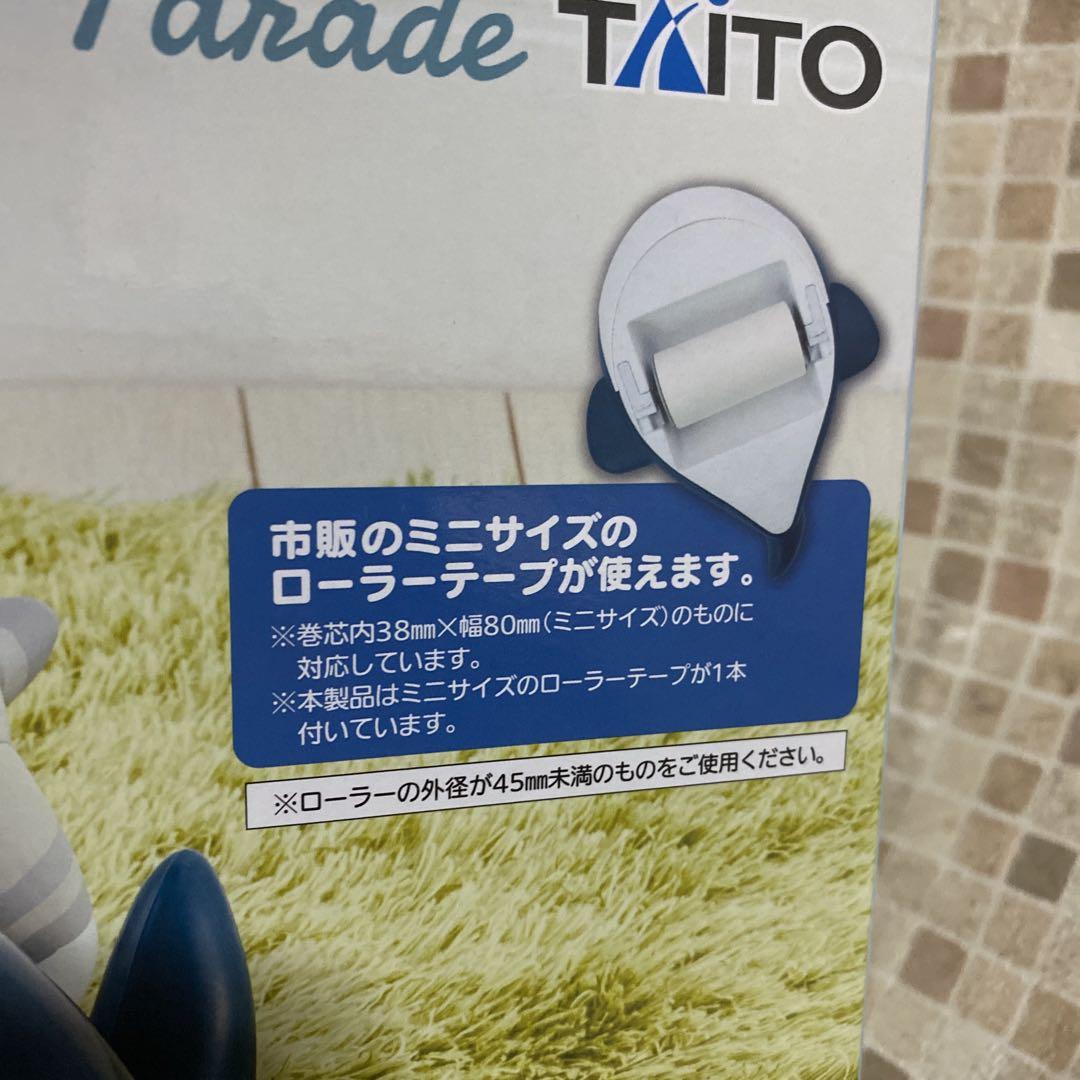 Parade
TAITO
市販のミニサイズの
ローラーテープが使えます。
※巻芯内38㎜×幅80㎜(ミニサイズ)のものに
対応しています。
※本製品はミニサイズのローラーテープが1本
付いています。
※ローラーの外径が45㎜未満のものをご使用ください。